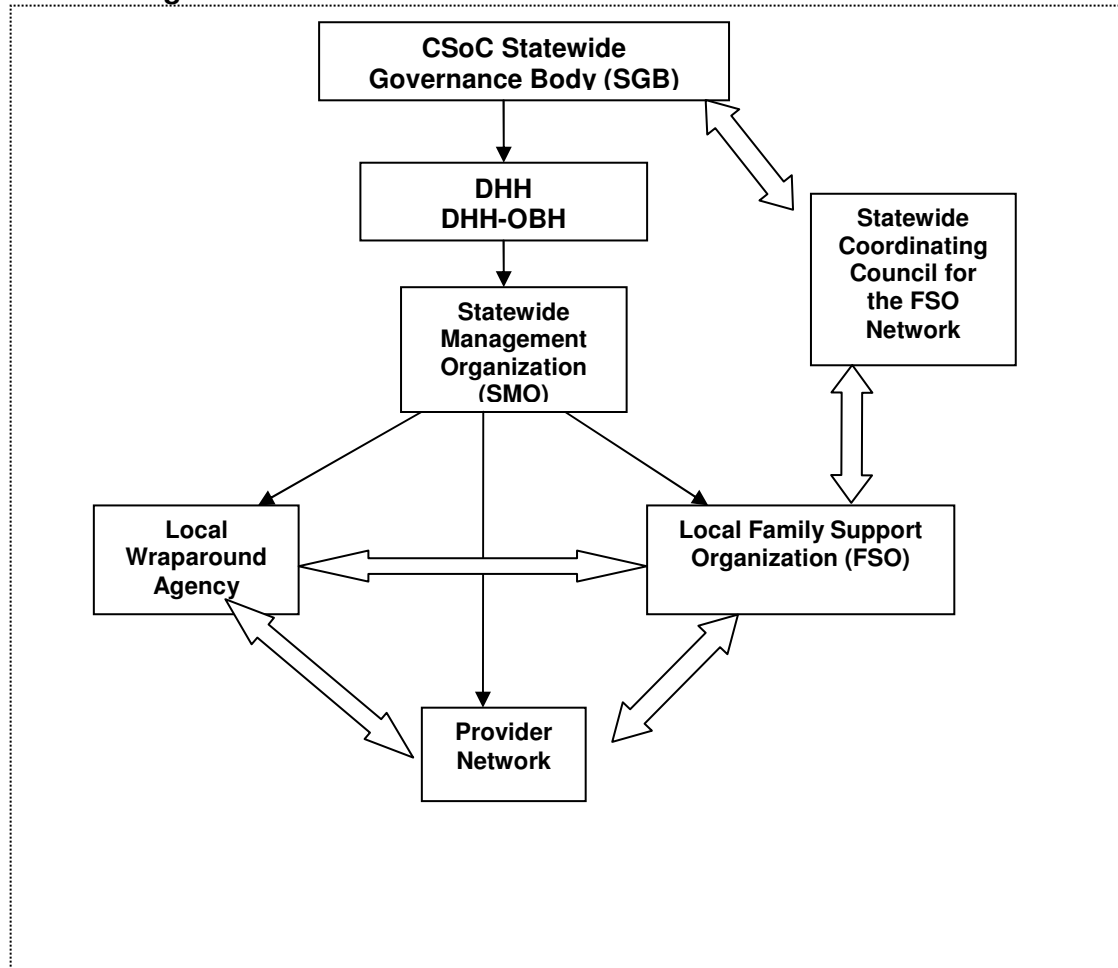 CSoC Statewide
Governance Body (SGB)
DHH
DHH-OBH
Statewide
Coordinating
Council for
the FSO
Network
Statewide
Management
Organization
(SMO)
Local
Wraparound
Agency
Local Family Support
Organization (FSO)
Provider
Network